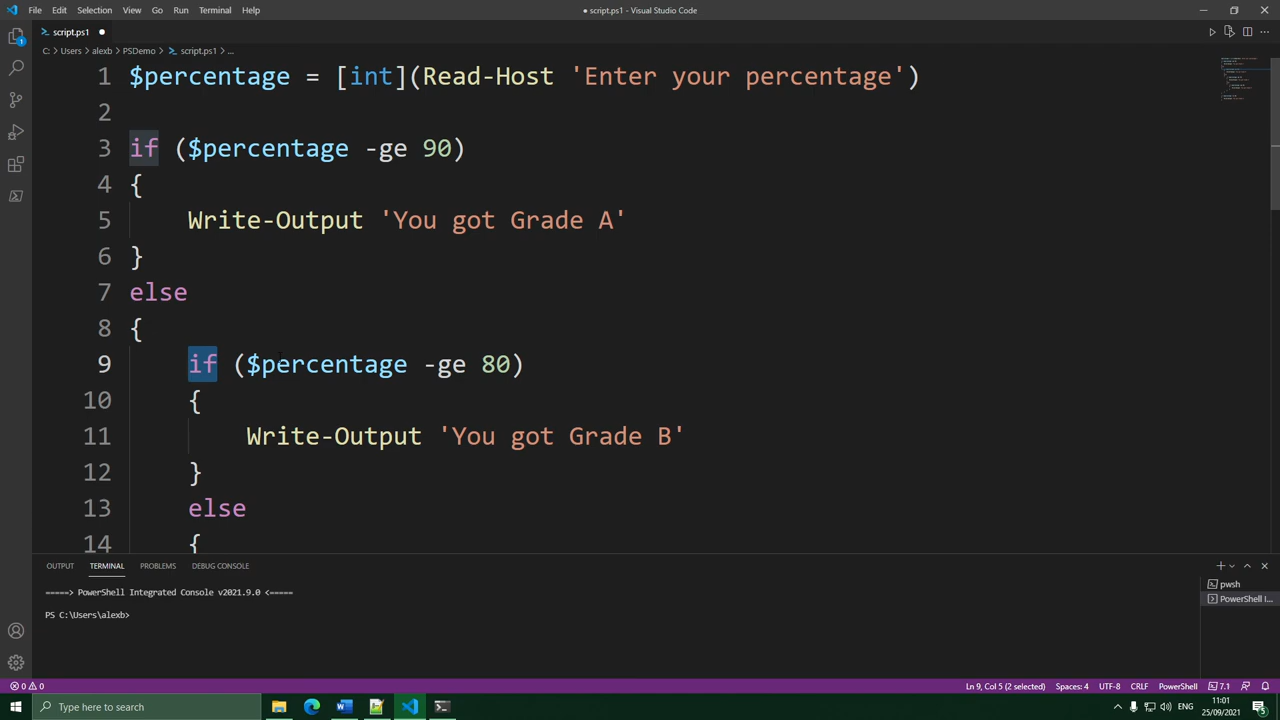 File Edit Selection View Go Run Terminal Help
● script.ps1 - Visual Studio Code
script.ps1 ●
C: > Users > alexb > PSDemo > script.ps1 > ...
1 $percentage = [int](Read-Host 'Enter your percentage')
2
3 if ($percentage -ge 90)
4 {
5 Write-Output 'You got Grade A'
6 }
7 else
8 {
9 if ($percentage -ge 80)
10 {
11 Write-Output 'You got Grade B'
12 }
13 else
14 {
OUTPUT TERMINAL PROBLEMS DEBUG CONSOLE
=====> PowerShell Integrated Console v2021.9.0 <=====
PS C:\Users\alexb>
pwsh
PowerShell I...
0 0
Ln 9, Col 5 (2 selected) Spaces: 4 UTF-8 CRLF PowerShell 7.1
Type here to search
ENG
11:01
25/09/2021
5
1